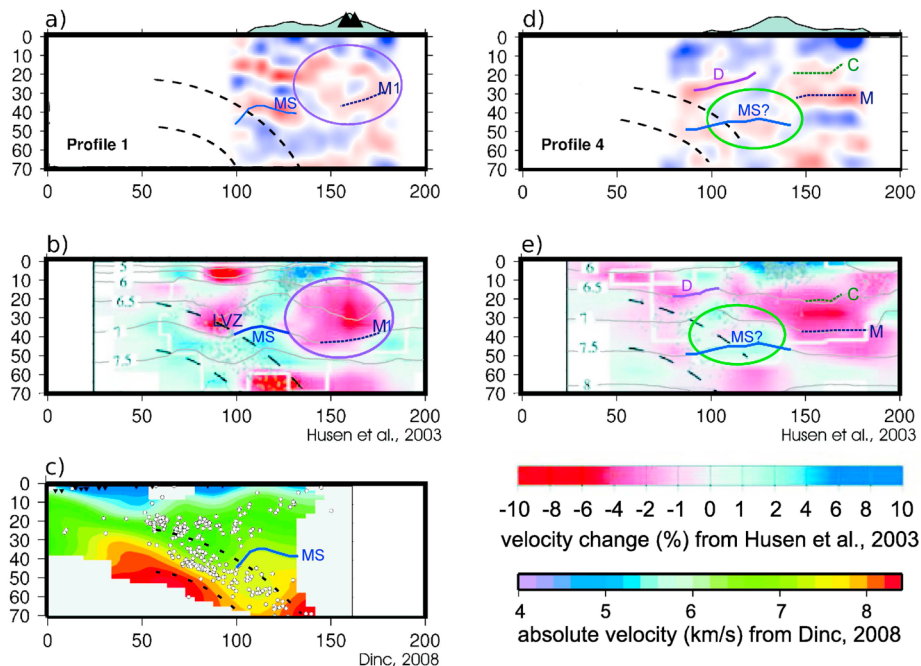 a)
0
10
20
30
40
50
60
70
MS
M1
Profile 1
0 50 100 150 200
d)
0
10
20
30
40
50
60
70
D
C
M
MS?
Profile 4
0 50 100 150 200
b)
0
10
20
30
40
50
60
70
5
6
6.5
7
7.5
LVZ
MS
M1
0 50 100 150 200
Husen et al., 2003
e)
0
10
20
30
40
50
60
70
6
6.5
7
7.5
8
D
C
M
MS?
0 50 100 150 200
Husen et al., 2003
c)
0
10
20
30
40
50
60
70
MS
0 50 100 150 200
Dinc, 2008
-10 -8 -6 -4 -2 -1 0 1 2 4 6 8 10
velocity change (%) from Husen et al., 2003
4 5 6 7 8
absolute velocity (km/s) from Dinc, 2008